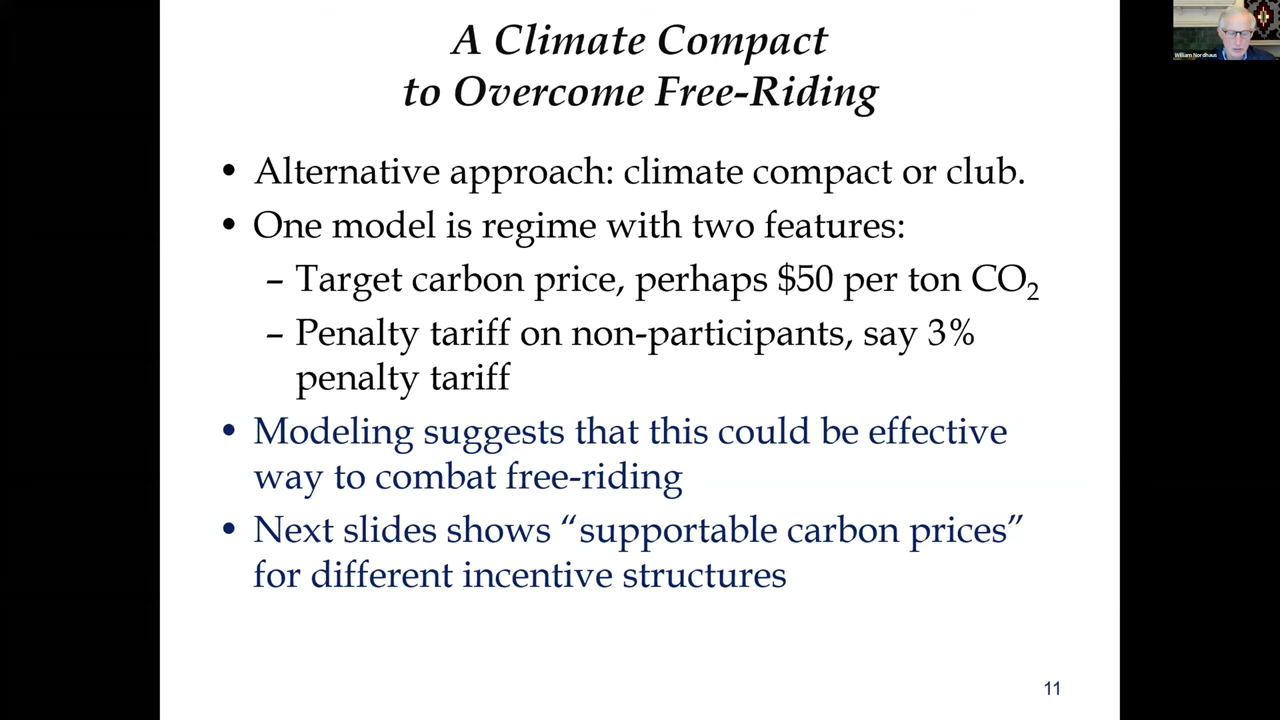 A Climate Compact
to Overcome Free-Riding
William Nordhaus
• Alternative approach: climate compact or club.
• One model is regime with two features:
– Target carbon price, perhaps $50 per ton CO₂
– Penalty tariff on non-participants, say 3%
penalty tariff
• Modeling suggests that this could be effective
way to combat free-riding
• Next slides shows “supportable carbon prices”
for different incentive structures
11